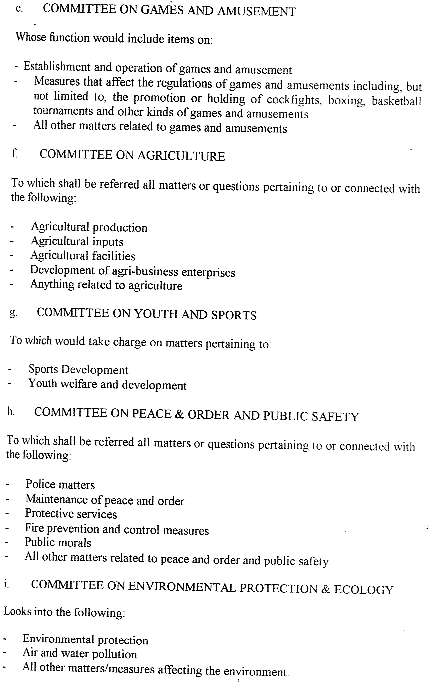 e. COMMITTEE ON GAMES AND AMUSEMENT
Whose function would include items on:
- Establishment and operation of games and amusement
- Measures that affect the regulations of games and amusements including, but
not limited to, the promotion or holding of cockfights, boxing, basketball
tournaments and other kinds of games and amusements
- All other matters related to games and amusements
f. COMMITTEE ON AGRICULTURE
To which shall be referred all matters or questions pertaining to or connected with
the following:
- Agricultural production
- Agricultural inputs
- Agricultural facilities
- Development of agri-business enterprises
- Anything related to agriculture
g. COMMITTEE ON YOUTH AND SPORTS
To which would take charge on matters pertaining to
- Sports Development
- Youth welfare and development
h. COMMITTEE ON PEACE & ORDER AND PUBLIC SAFETY
To which shall be referred all matters or questions pertaining to or connected with
the following:
- Police matters
- Maintenance of peace and order
- Protective services
- Fire prevention and control measures
- Public morals
- All other matters related to peace and order and public safety
i. COMMITTEE ON ENVIRONMENTAL PROTECTION & ECOLOGY
Looks into the following:
- Environmental protection
- Air and water pollution
- All other matters/measures affecting the environment.